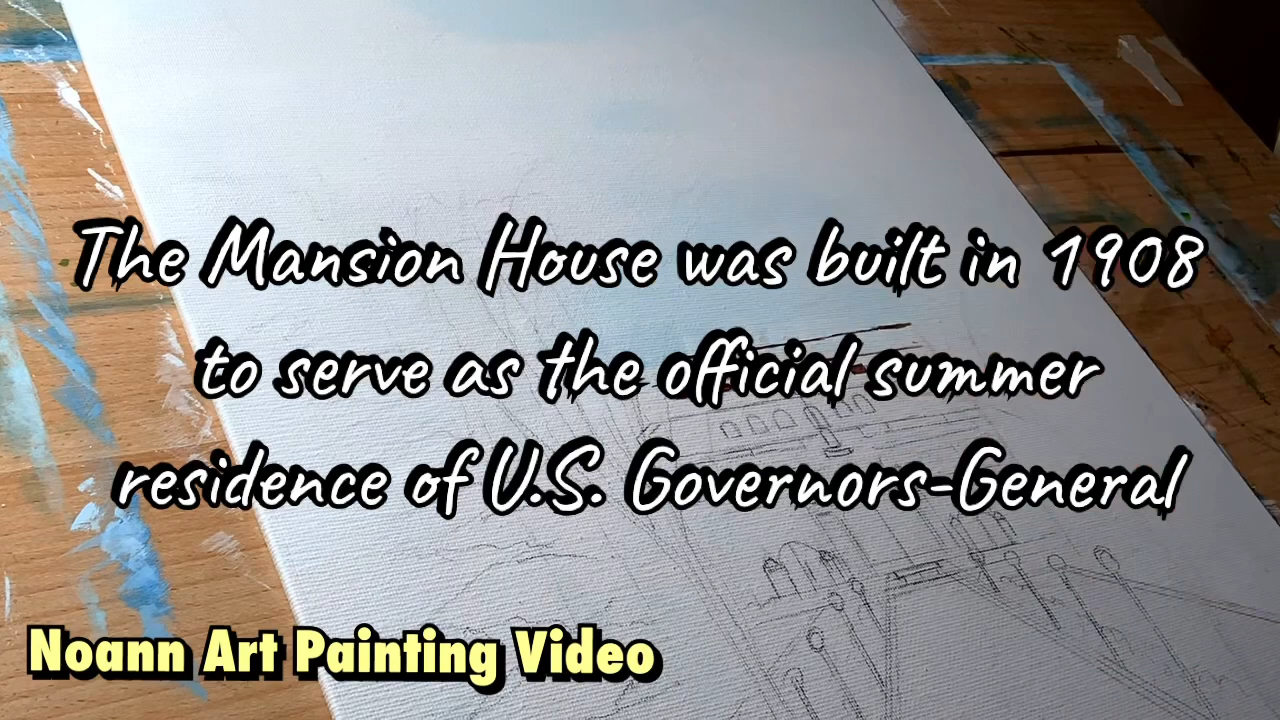 The Mansion House was built in 1908
to serve as the official summer
residence of U.S. Governors-General
Noann Art Painting Video